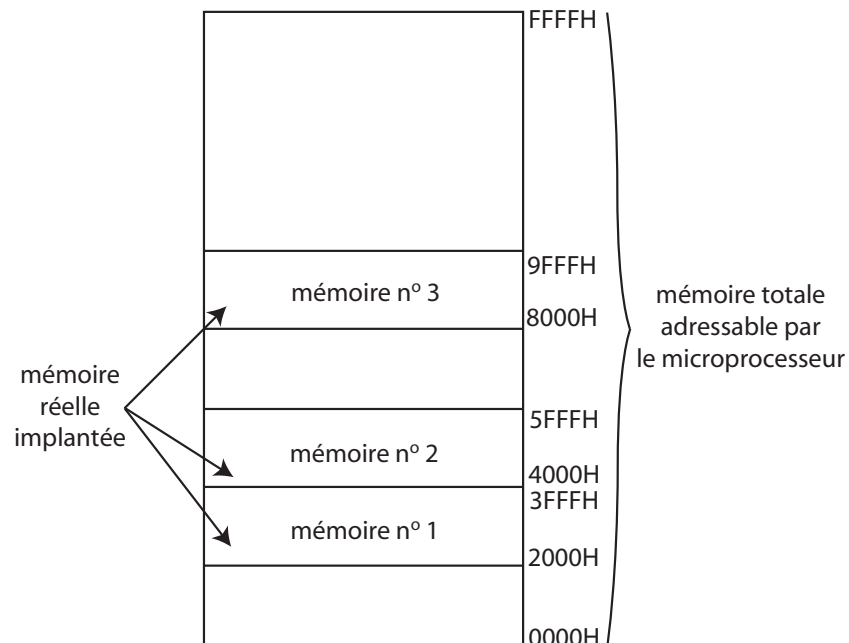 FFFFH
9FFFH
mémoire nº 3
8000H
mémoire totale
adressable par
le microprocesseur
mémoire
réelle
implantée
5FFFH
mémoire nº 2
4000H
3FFFH
mémoire nº 1
2000H
0000H